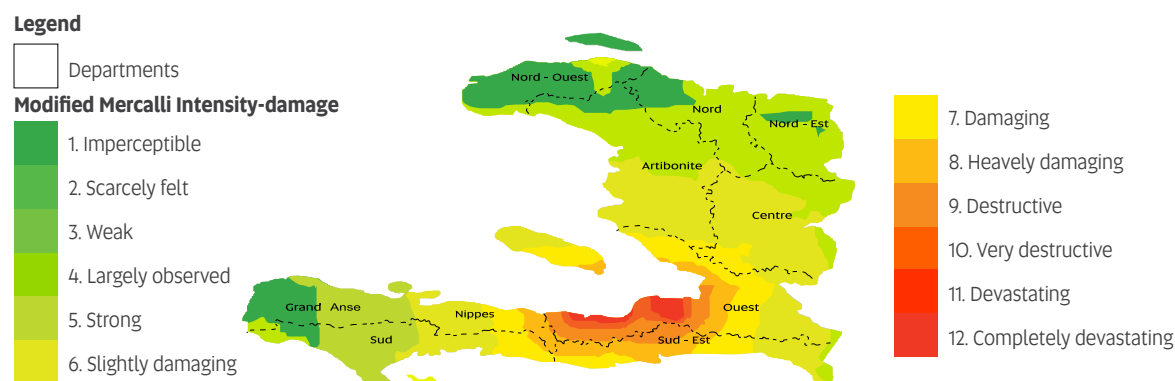 Legend
Departments
Modified Mercalli Intensity-damage
1. Imperceptible
2. Scarcely felt
3. Weak
4. Largely observed
5. Strong
6. Slightly damaging
Nord - Ouest
Nord
Nord - Est
Artibonite
Centre
Grand Anse
Nippes
Ouest
Sud
Sud - Est
7. Damaging
8. Heavely damaging
9. Destructive
10. Very destructive
11. Devastating
12. Completely devastating